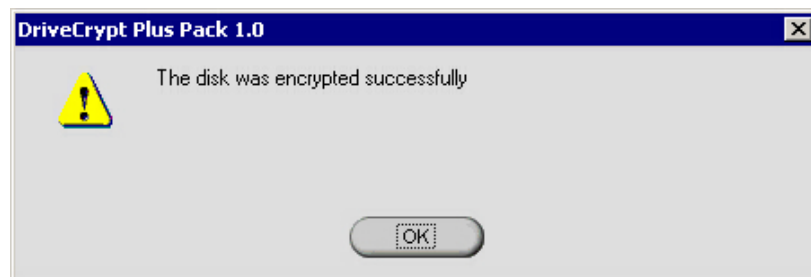 DriveCrypt Plus Pack 1.0
The disk was encrypted successfully
OK